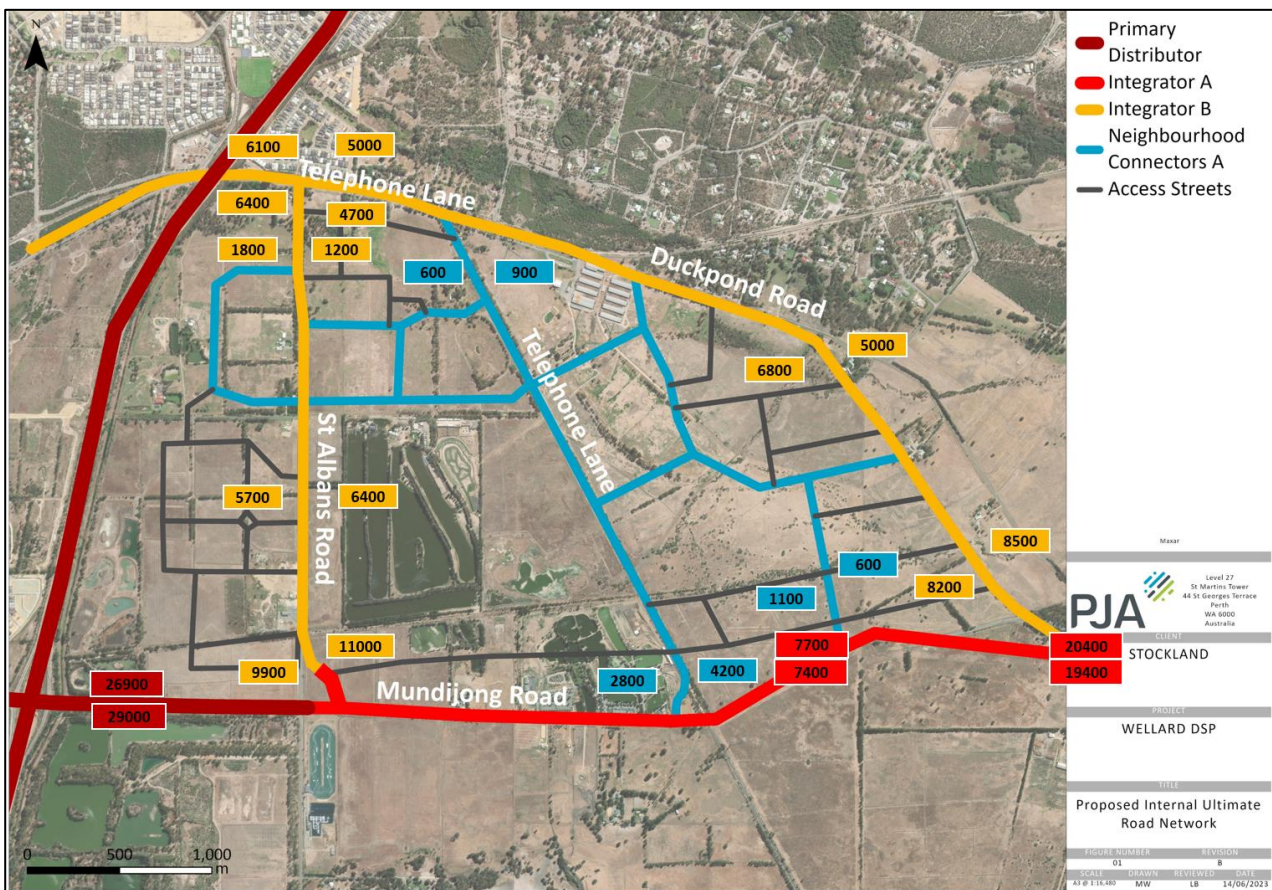 N
Primary
Distributor
Integrator A
Integrator B
Neighbourhood
Connectors A
Access Streets
6100
5000
Telephone Lane
6400
4700
1800
1200
600
900
Duckpond Road
5000
6800
Telephone Lane
St Albans Road
5700
6400
8500
600
8200
1100
11000
9900
7700
20400
4200
7400
19400
2800
26900
Mundijong Road
29000
0 500 1,000
m
Maxar
PJA
Level 27
St Martins Tower
44 St Georges Terrace
Perth
WA 6000
Australia
CLIENT
STOCKLAND
PROJECT
WELLARD DSP
TITLE
Proposed Internal Ultimate
Road Network
FIGURE NUMBER REVISION
01 B
SCALE DRAWN REVIEWED DATE
A3 @ 1:16,480 MW LB 14/06/2023